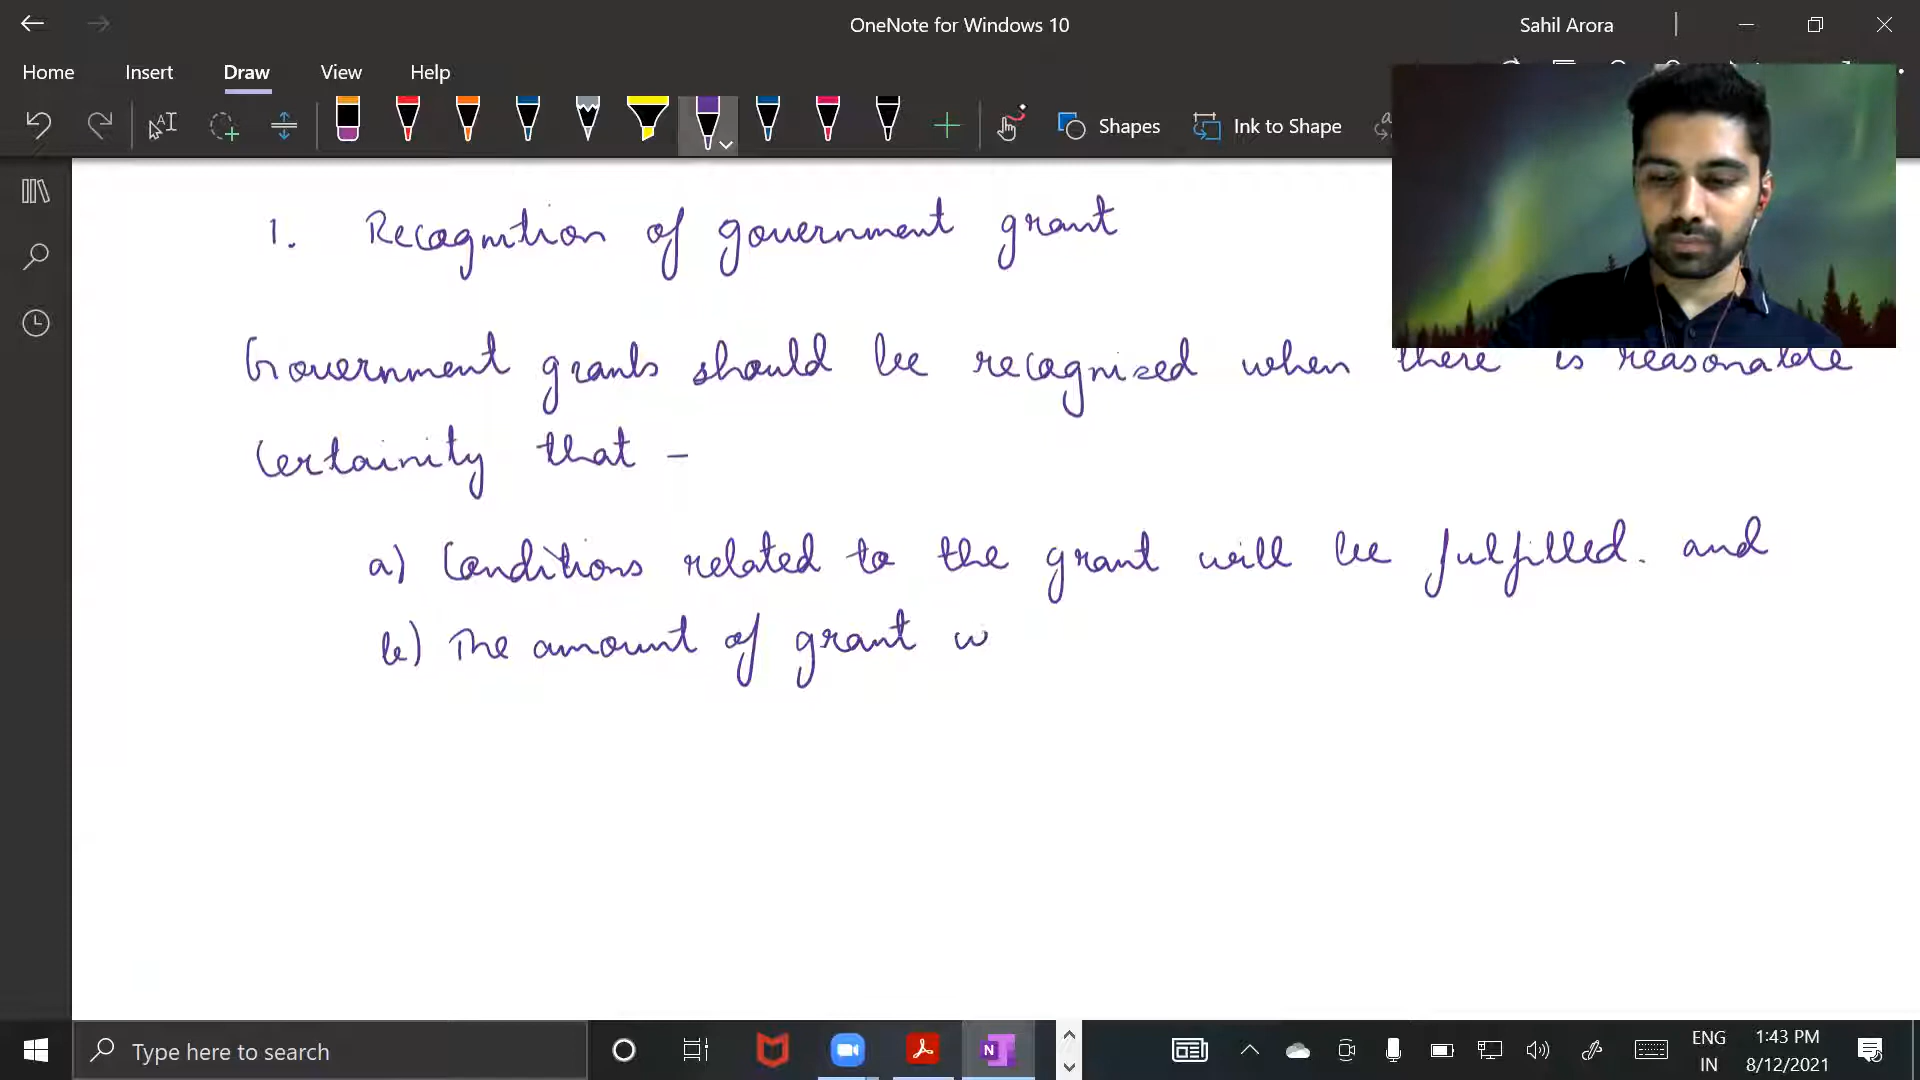 OneNote for Windows 10
Sahil Arora
Home Insert Draw View Help
Shapes Ink to Shape
1. Recognition of government grant
Government grants should be recognized when there is reasonable
Certainity that -
a) Conditions related to the grant will be fulfilled. and
b) The amount of grant w
Type here to search
ENG
IN
1:43 PM
8/12/2021